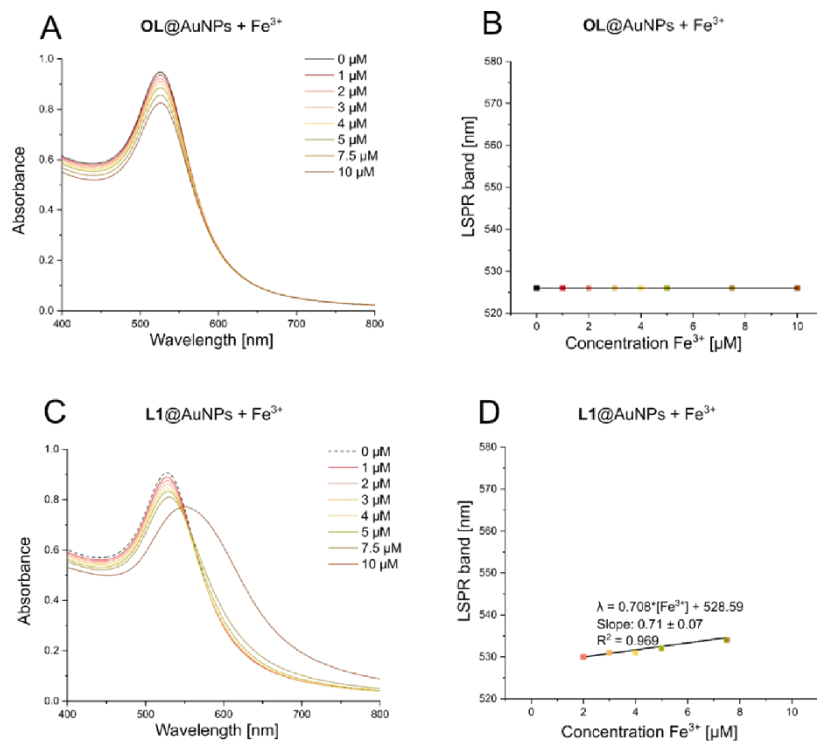 A
OL@AuNPs + Fe³⁺
1.0
0.8
0.6
0.4
0.2
0.0
Absorbance
400
500
600
700
800
Wavelength [nm]
0 µM
1 µM
2 µM
3 µM
4 µM
5 µM
7.5 µM
10 µM
B
OL@AuNPs + Fe³⁺
580
570
560
550
540
530
520
LSPR band [nm]
0
2
4
6
8
10
Concentration Fe³⁺ [µM]
C
L1@AuNPs + Fe³⁺
1.0
0.8
0.6
0.4
0.2
0.0
Absorbance
400
500
600
700
800
Wavelength [nm]
0 µM
1 µM
2 µM
3 µM
4 µM
5 µM
7.5 µM
10 µM
D
L1@AuNPs + Fe³⁺
580
570
560
550
540
530
520
LSPR band [nm]
λ = 0.708*[Fe³⁺] + 528.59
Slope: 0.71 ± 0.07
R² = 0.969
0
2
4
6
8
10
Concentration Fe³⁺ [µM]